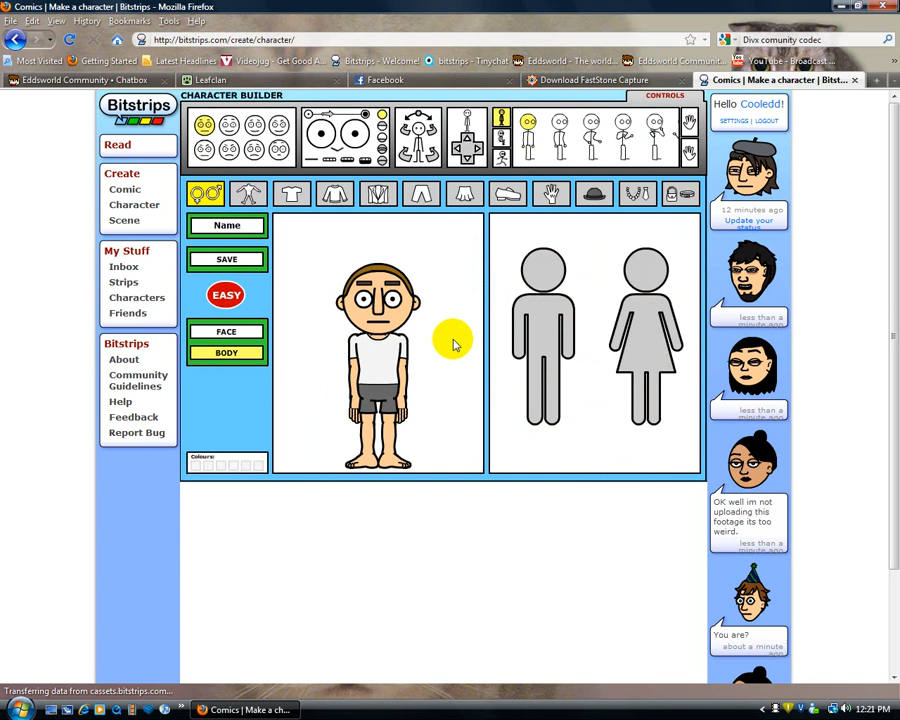 Comics | Make a character | Bitstrips - Mozilla Firefox
File Edit View History Bookmarks Tools Help
http://bitstrips.com/create/character/
Divx comunity codec
Most Visited Getting Started Latest Headlines Videojug - Get Good A... Bitstrips - Welcome! bitstrips - Tinychat Eddsworld - The world... Eddsworld Communit... YouTube - Broadcast ...
Eddsworld Community • Chatbox Leafclan Facebook Download FastStone Capture Comics | Make a character | Bitst...
Bitstrips
Read
Create
Comic
Character
Scene
My Stuff
Inbox
Strips
Characters
Friends
Bitstrips
About
Community
Guidelines
Help
Feedback
Report Bug
CHARACTER BUILDER
CONTROLS
Name
SAVE
EASY
FACE
BODY
Colours:
Hello Cooledd!
SETTINGS | LOGOUT
12 minutes ago
Update your
status
less than a
minute ago
less than a
minute ago
OK well im not
uploading this
footage its too
weird.
less than a
minute ago
You are?
about a minute
ago
Transferring data from cassets.bitstrips.com...
Comics | Make a ch...
12:21 PM